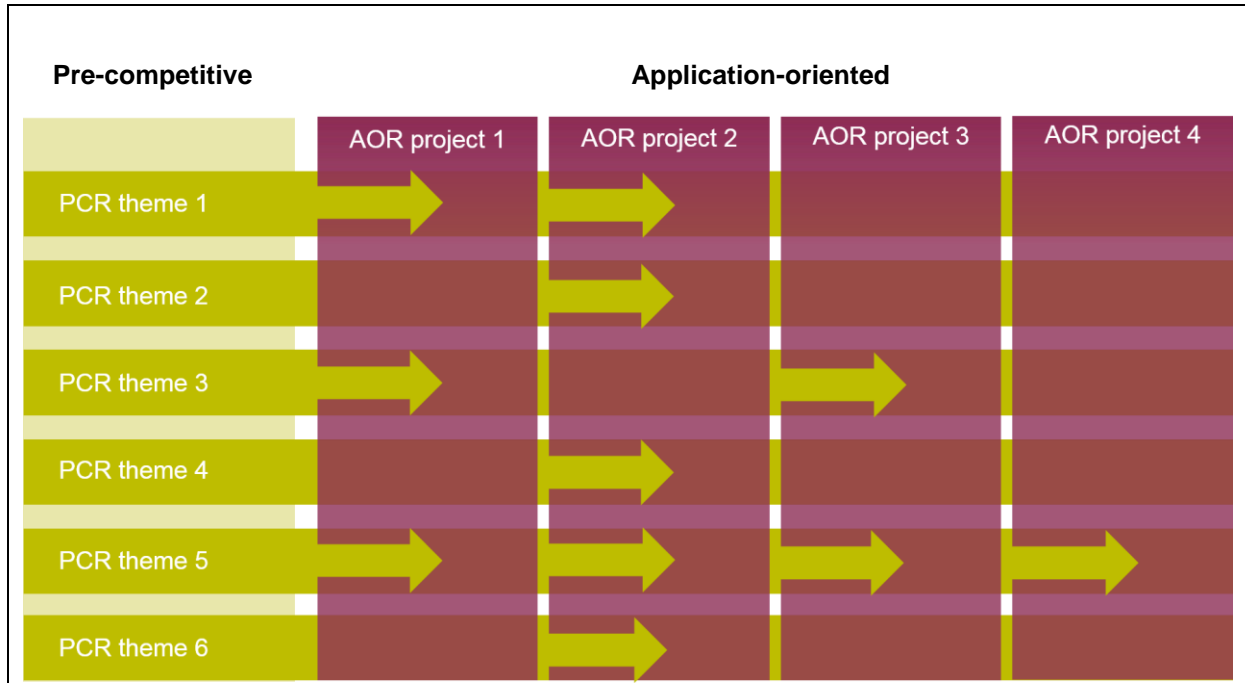 Pre-competitive
Application-oriented
AOR project 1
AOR project 2
AOR project 3
AOR project 4
PCR theme 1
PCR theme 2
PCR theme 3
PCR theme 4
PCR theme 5
PCR theme 6